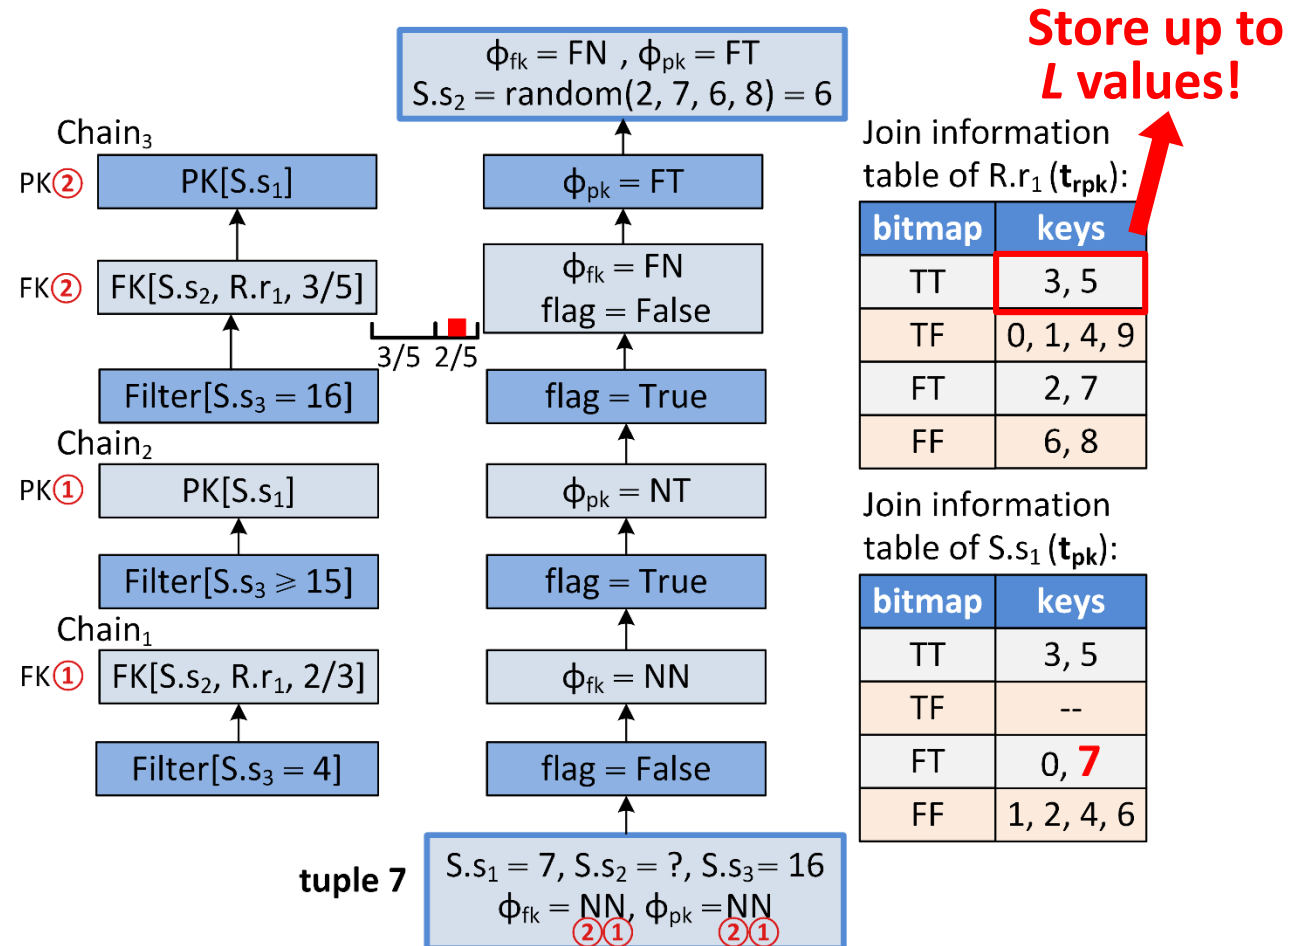 Store up to
L values!
ϕfk = FN , ϕpk = FT
S.s2 = random(2, 7, 6, 8) = 6
Chain3
PK② PK[S.s1]
FK② FK[S.s2, R.r1, 3/5]
Filter[S.s3 = 16]
Chain2
PK① PK[S.s1]
Filter[S.s3 ⩾ 15]
Chain1
FK① FK[S.s2, R.r1, 2/3]
Filter[S.s3 = 4]
ϕpk = FT
ϕfk = FN
flag = False
3/5 2/5
flag = True
ϕpk = NT
flag = True
ϕfk = NN
flag = False
tuple 7
S.s1 = 7, S.s2 = ?, S.s3= 16
ϕfk = NN, ϕpk =NN
②① ②①
Join information
table of R.r1 (trpk):
bitmap keys
TT 3, 5
TF 0, 1, 4, 9
FT 2, 7
FF 6, 8
Join information
table of S.s1 (tpk):
bitmap keys
TT 3, 5
TF --
FT 0, 7
FF 1, 2, 4, 6